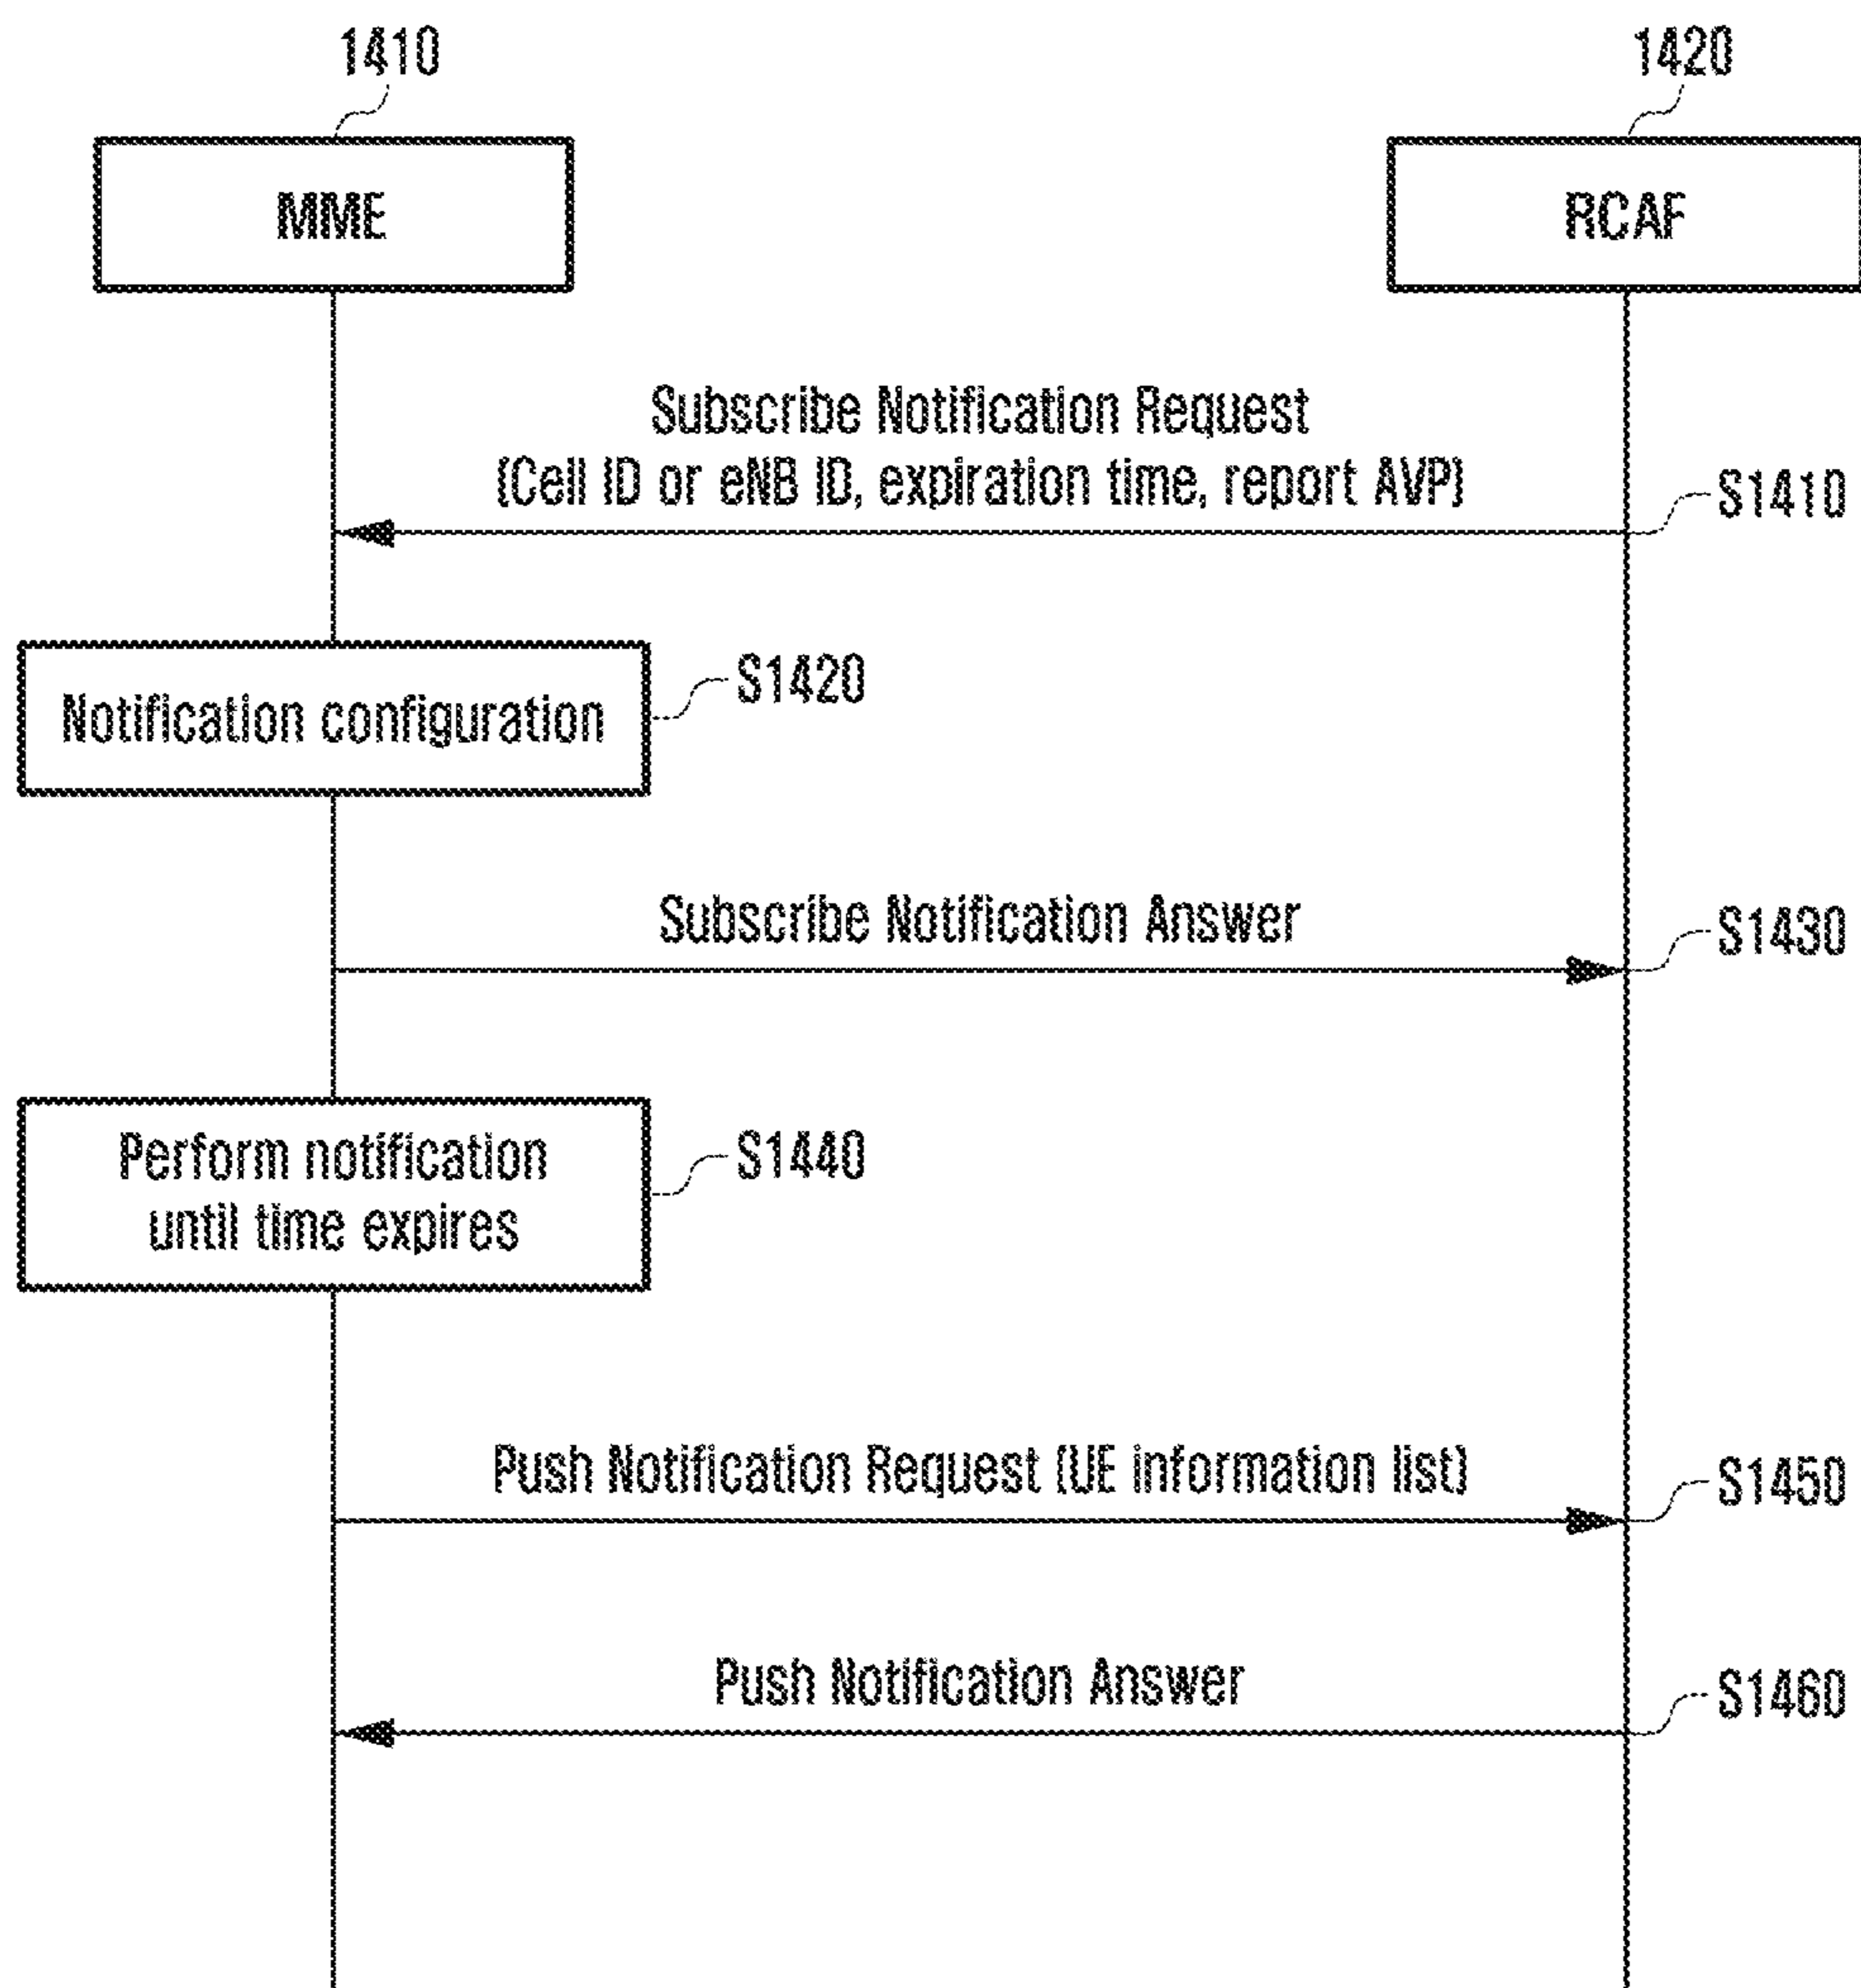 1410
1420
MME
RCAF
Subscribe Notification Request
(Cell ID or eNB ID, expiration time, report AVP)
S1410
Notification configuration
S1420
Subscribe Notification Answer
S1430
Perform notification
until time expires
S1440
Push Notification Request (UE information list)
S1450
Push Notification Answer
S1460